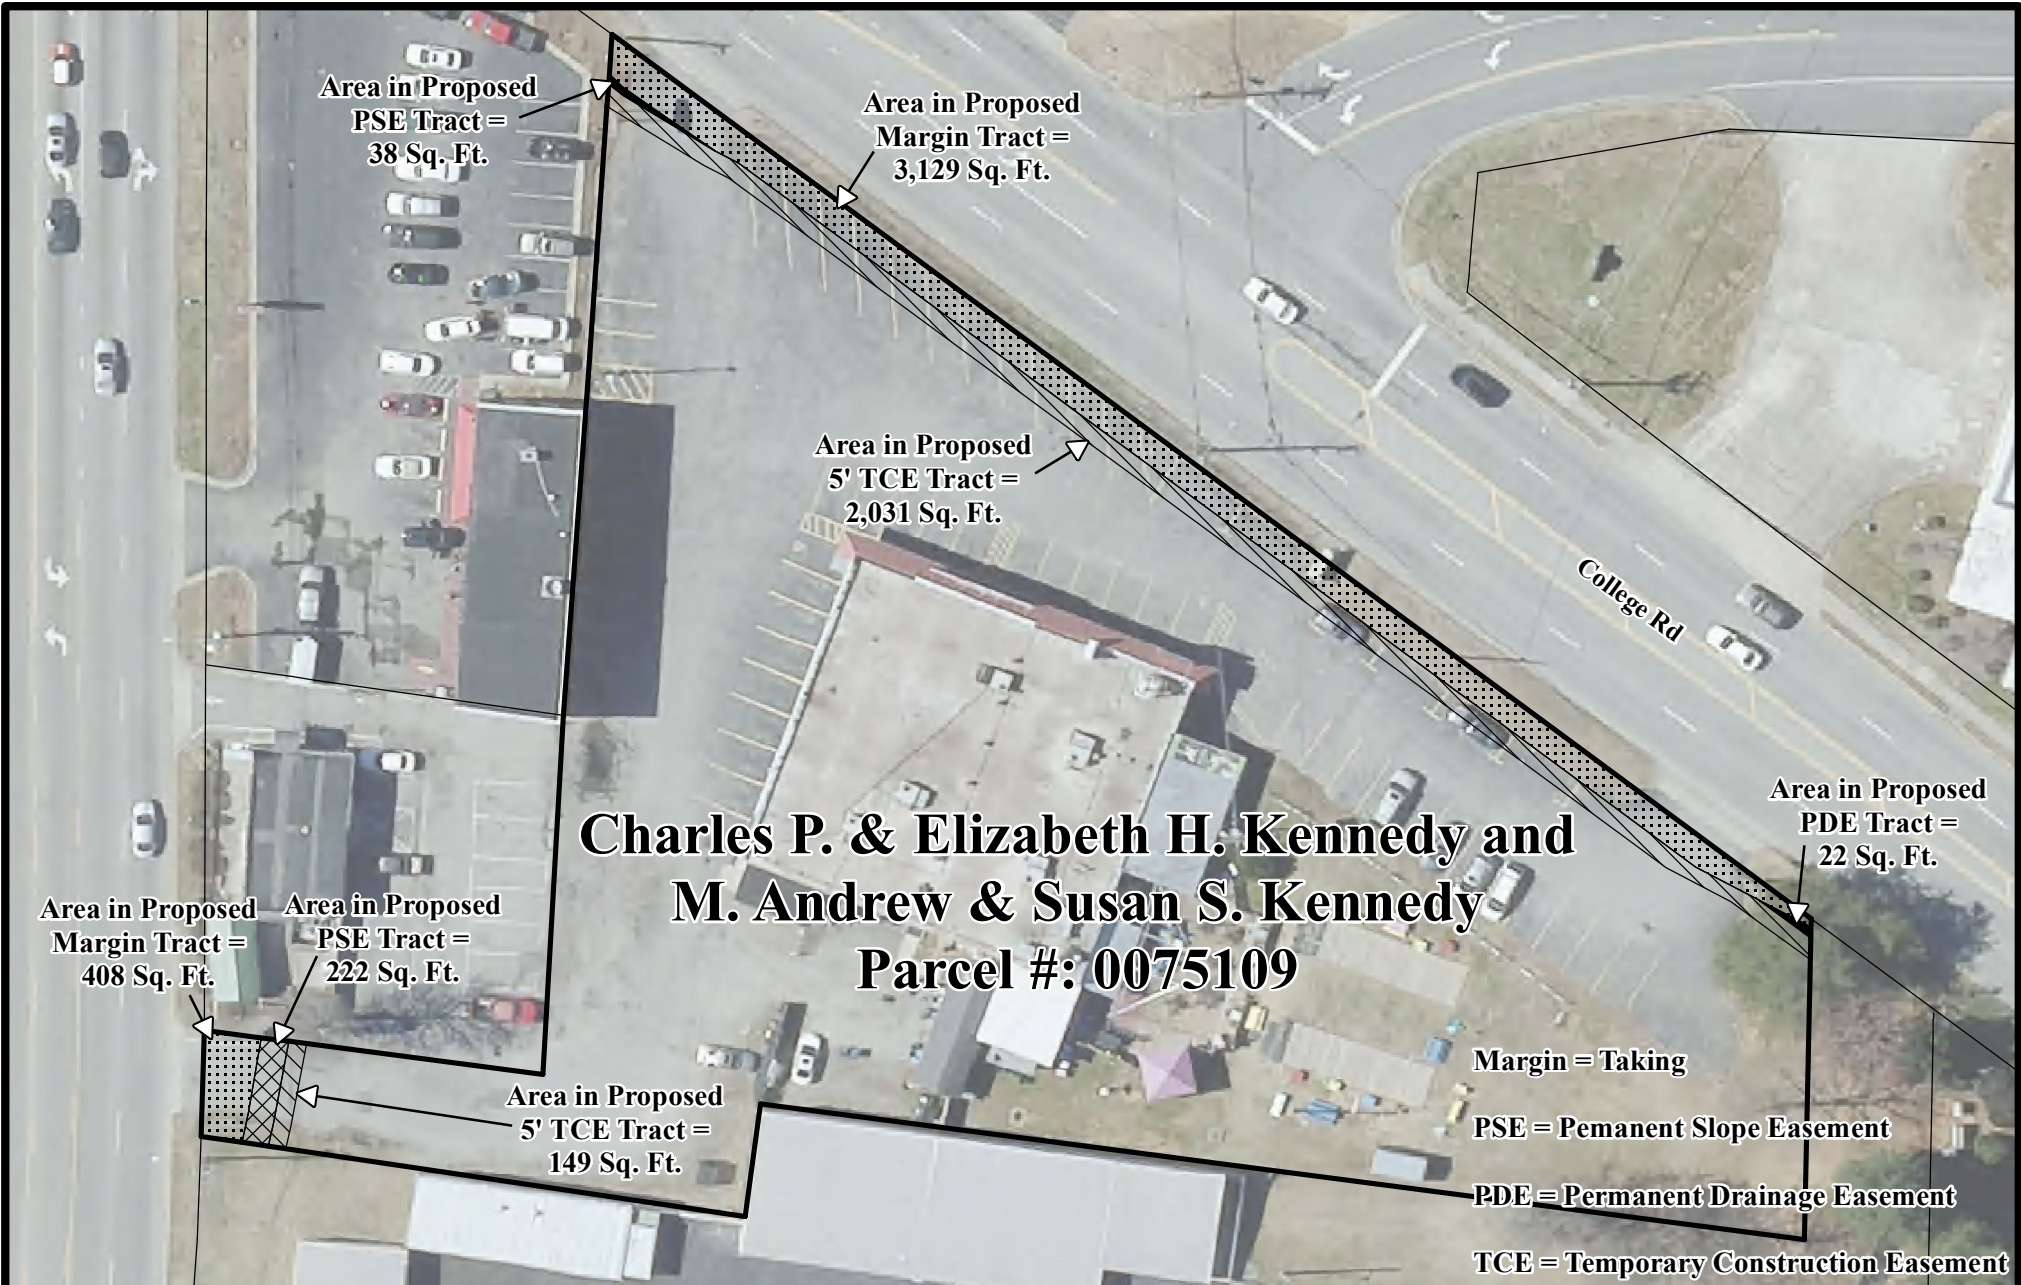 Area in Proposed
PSE Tract =
38 Sq. Ft.
Area in Proposed
Margin Tract =
3,129 Sq. Ft.
Area in Proposed
5' TCE Tract =
2,031 Sq. Ft.
College Rd
Area in Proposed
PDE Tract =
22 Sq. Ft.
Charles P. & Elizabeth H. Kennedy and
M. Andrew & Susan S. Kennedy
Parcel #: 0075109
Area in Proposed
Margin Tract =
408 Sq. Ft.
Area in Proposed
PSE Tract =
222 Sq. Ft.
Area in Proposed
5' TCE Tract =
149 Sq. Ft.
Margin = Taking
PSE = Pemanent Slope Easement
PDE = Permanent Drainage Easement
TCE = Temporary Construction Easement